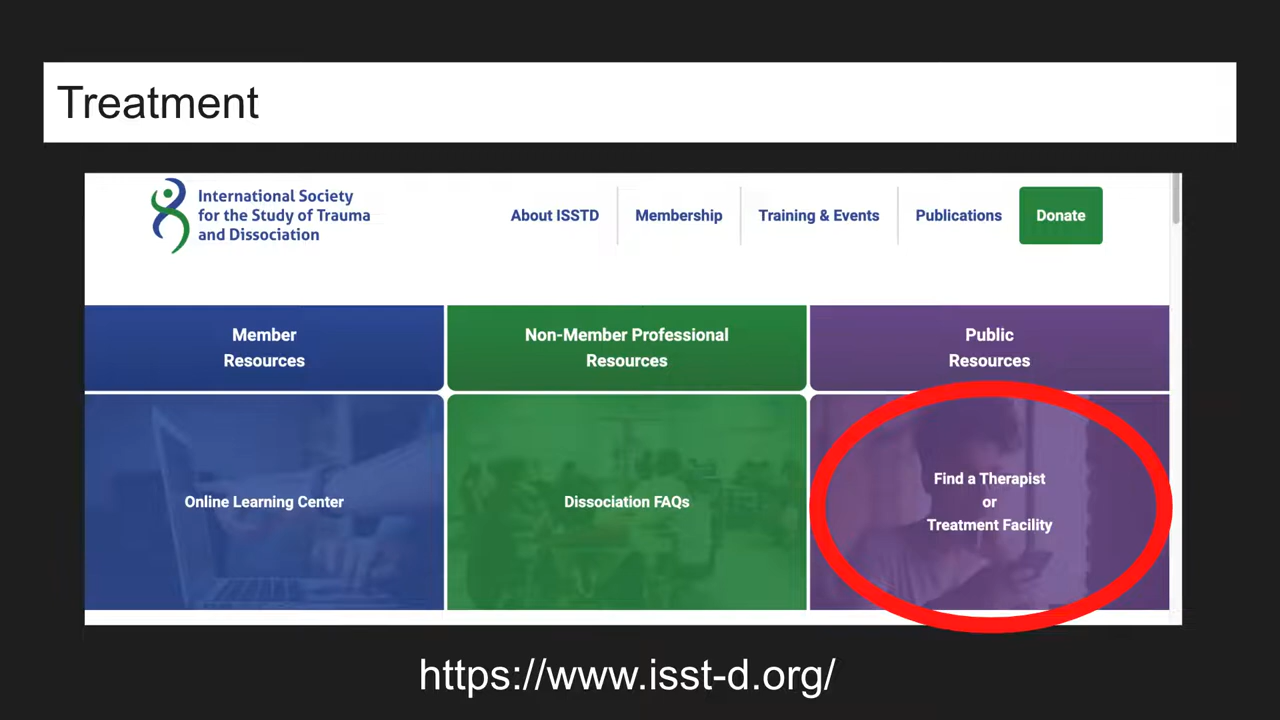 Treatment
International Society
for the Study of Trauma
and Dissociation
About ISSTD
Membership
Training & Events
Publications
Donate
Member
Resources
Non-Member Professional
Resources
Public
Resources
Online Learning Center
Dissociation FAQs
Find a Therapist
or
Treatment Facility
https://www.isst-d.org/